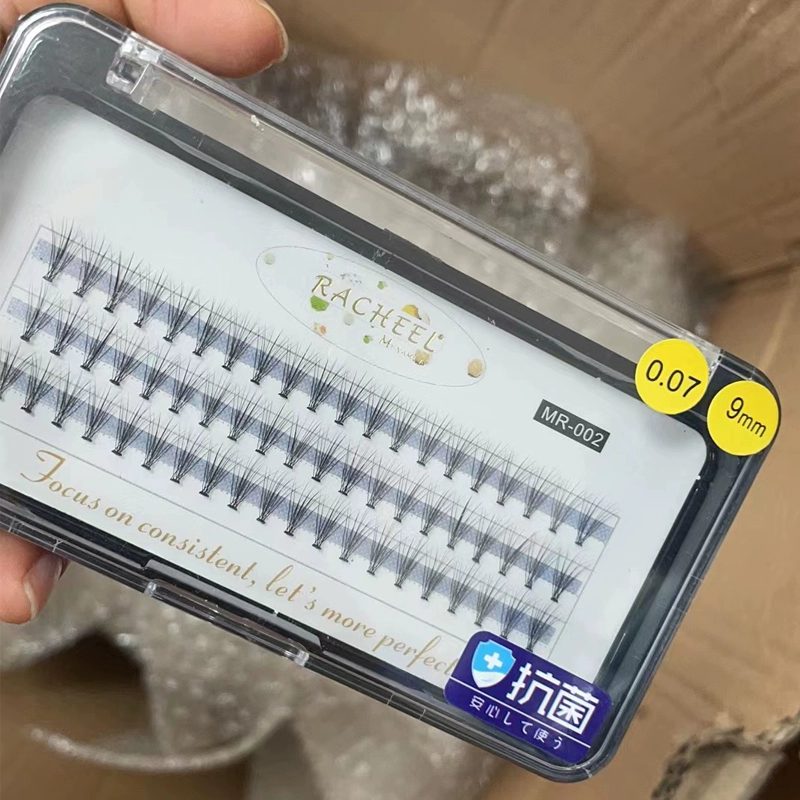 RACHEEL
MR-002
0.07
9mm
Focus on consistent, let's more perfect
抗菌
安心して使う